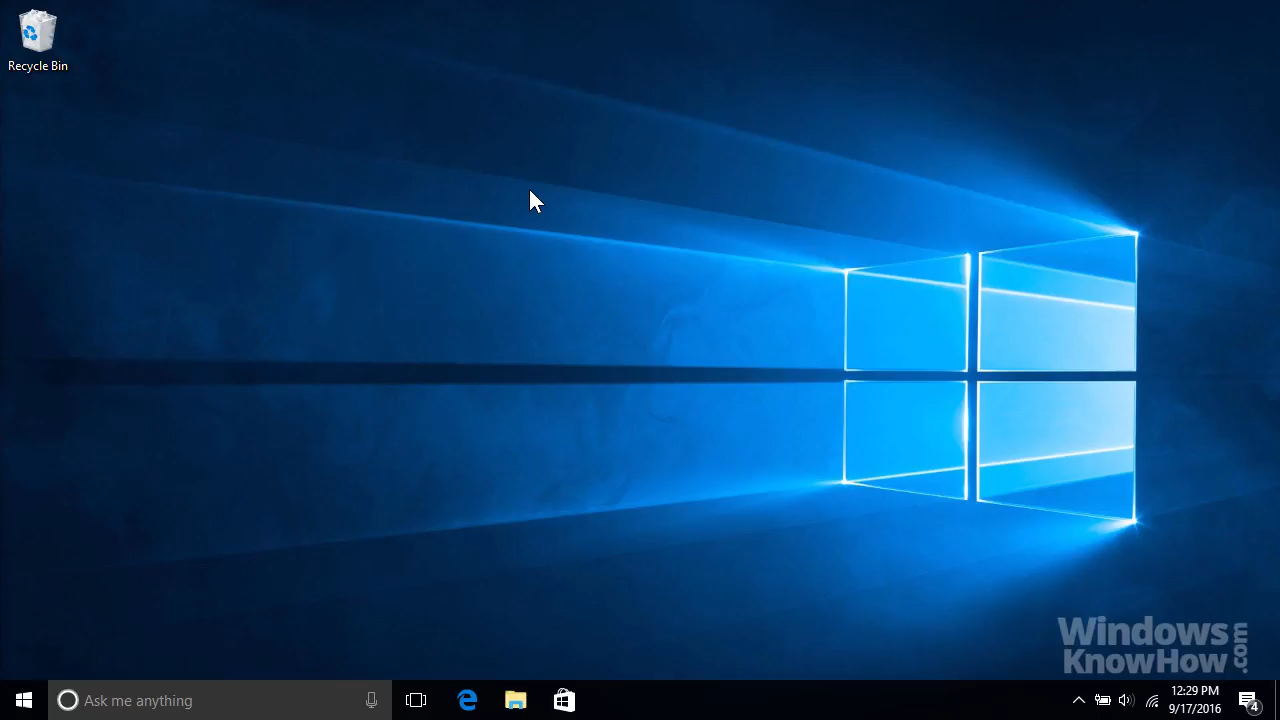 Recycle Bin
Windows
KnowHow.com
Ask me anything
12:29 PM
9/17/2016
4